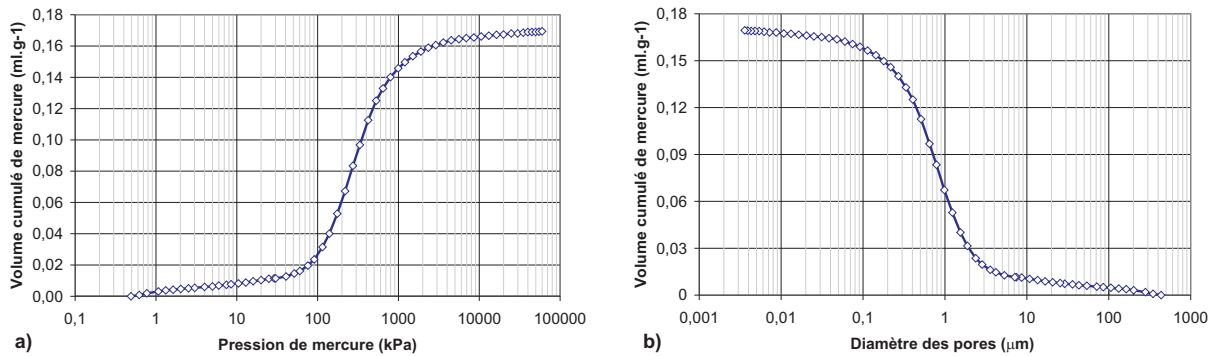 Volume cumulé de mercure (ml.g-1)
0,18
0,16
0,14
0,12
0,10
0,08
0,06
0,04
0,02
0,00
0,1 1 10 100 1000 10000 100000
a) Pression de mercure (kPa)
Volume cumulé de mercure (ml.g-1)
0,18
0,15
0,12
0,09
0,06
0,03
0
0,001 0,01 0,1 1 10 100 1000
b) Diamètre des pores (μm)